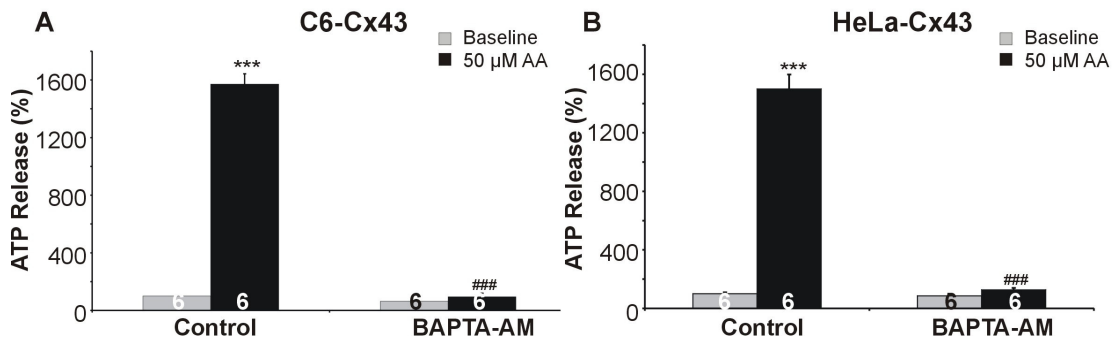 A
C6-Cx43
Baseline
50 µM AA
ATP Release (%)
1600
1200
800
400
0
***
###
6
6
6
6
Control
BAPTA-AM
B
HeLa-Cx43
Baseline
50 µM AA
ATP Release (%)
1600
1200
800
400
0
***
###
6
6
6
6
Control
BAPTA-AM